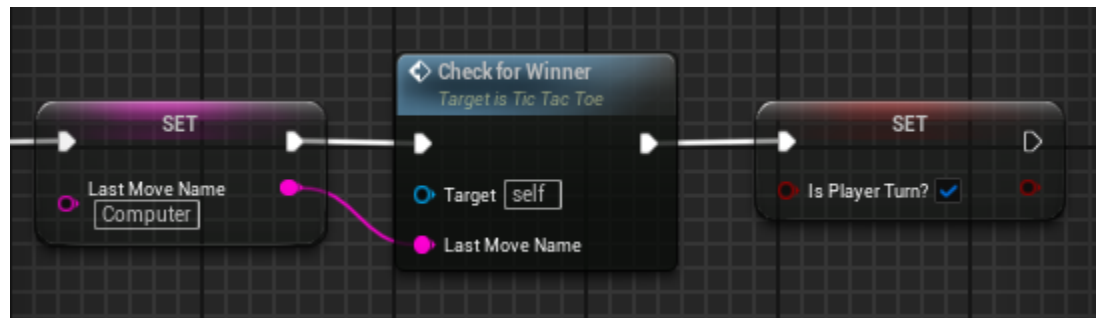 SET
Last Move Name
Computer
Check for Winner
Target is Tic Tac Toe
Target self
Last Move Name
SET
Is Player Turn?